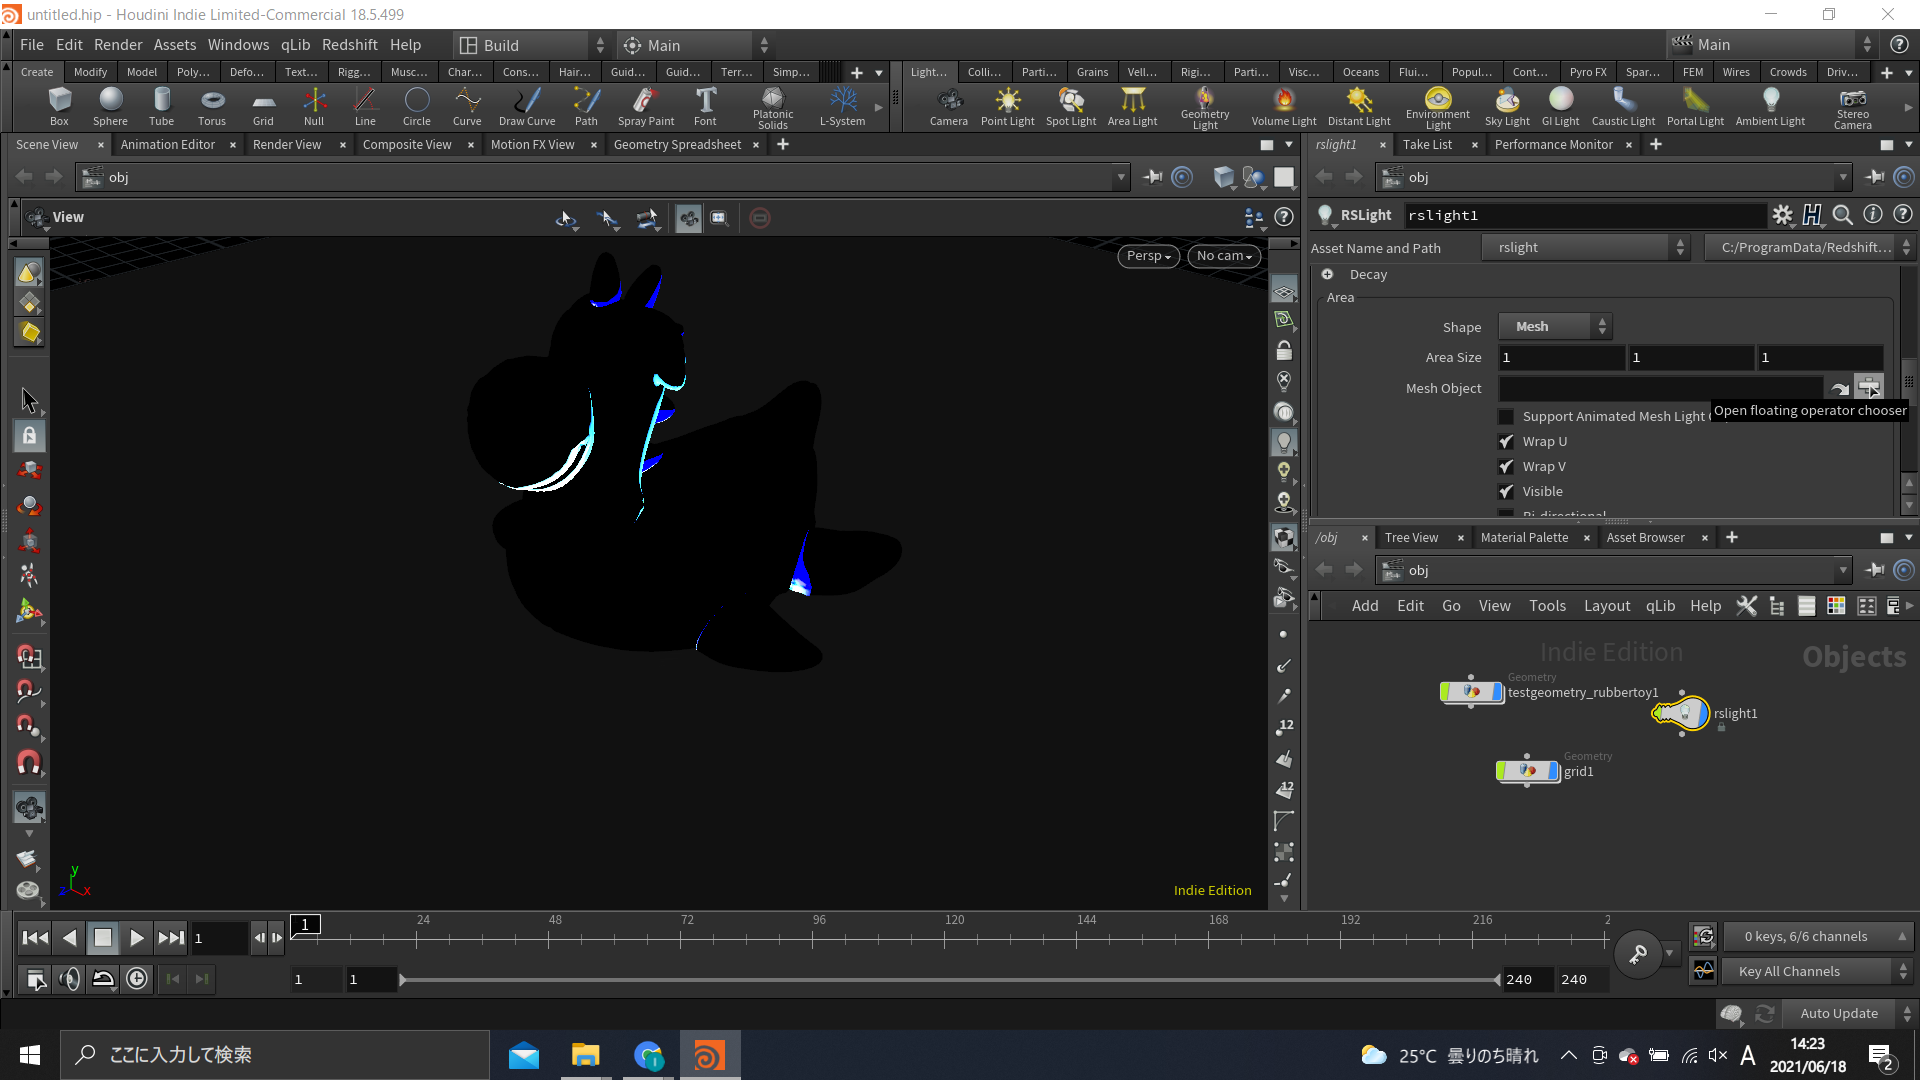 untitled.hip - Houdini Indie Limited-Commercial 18.5.499
File Edit Render Assets Windows qLib Redshift Help Build Main Main
Create Modify Model Poly... Defo... Text... Rigg... Musc... Char... Cons... Hair... Guid... Guid... Terr... Simp...
Light... Colli... Parti... Grains Vell... Rigi... Parti... Visc... Oceans Flui... Popul... Cont... Pyro FX Spar... FEM Wires Crowds Driv...
Box Sphere Tube Torus Grid Null Line Circle Curve Draw Curve Path Spray Paint Font Platonic Solids L-System
Camera Point Light Spot Light Area Light Geometry Light Volume Light Distant Light Environment Light Sky Light GI Light Caustic Light Portal Light Ambient Light Stereo Camera
Scene View Animation Editor Render View Composite View Motion FX View Geometry Spreadsheet
obj
View
Persp No cam
Indie Edition
y
x
z
12
12
rslight1 Take List Performance Monitor
obj
RSLight rslight1
Asset Name and Path rslight C:/ProgramData/Redshift...
Decay
Area
Shape Mesh
Area Size 1 1 1
Mesh Object
Open floating operator chooser
Support Animated Mesh Light
Wrap U
Wrap V
Visible
Bi-directional
/obj Tree View Material Palette Asset Browser
obj
Add Edit Go View Tools Layout qLib Help
Indie Edition
Objects
Geometry
testgeometry_rubbertoy1
rslight1
Geometry
grid1
1 1 24 48 72 96 120 144 168 192 216 2
0 keys, 6/6 channels
1 1 240 240
Key All Channels
Auto Update
ここに入力して検索
25°C 曇りのち晴れ
A
14:23
2021/06/18
2